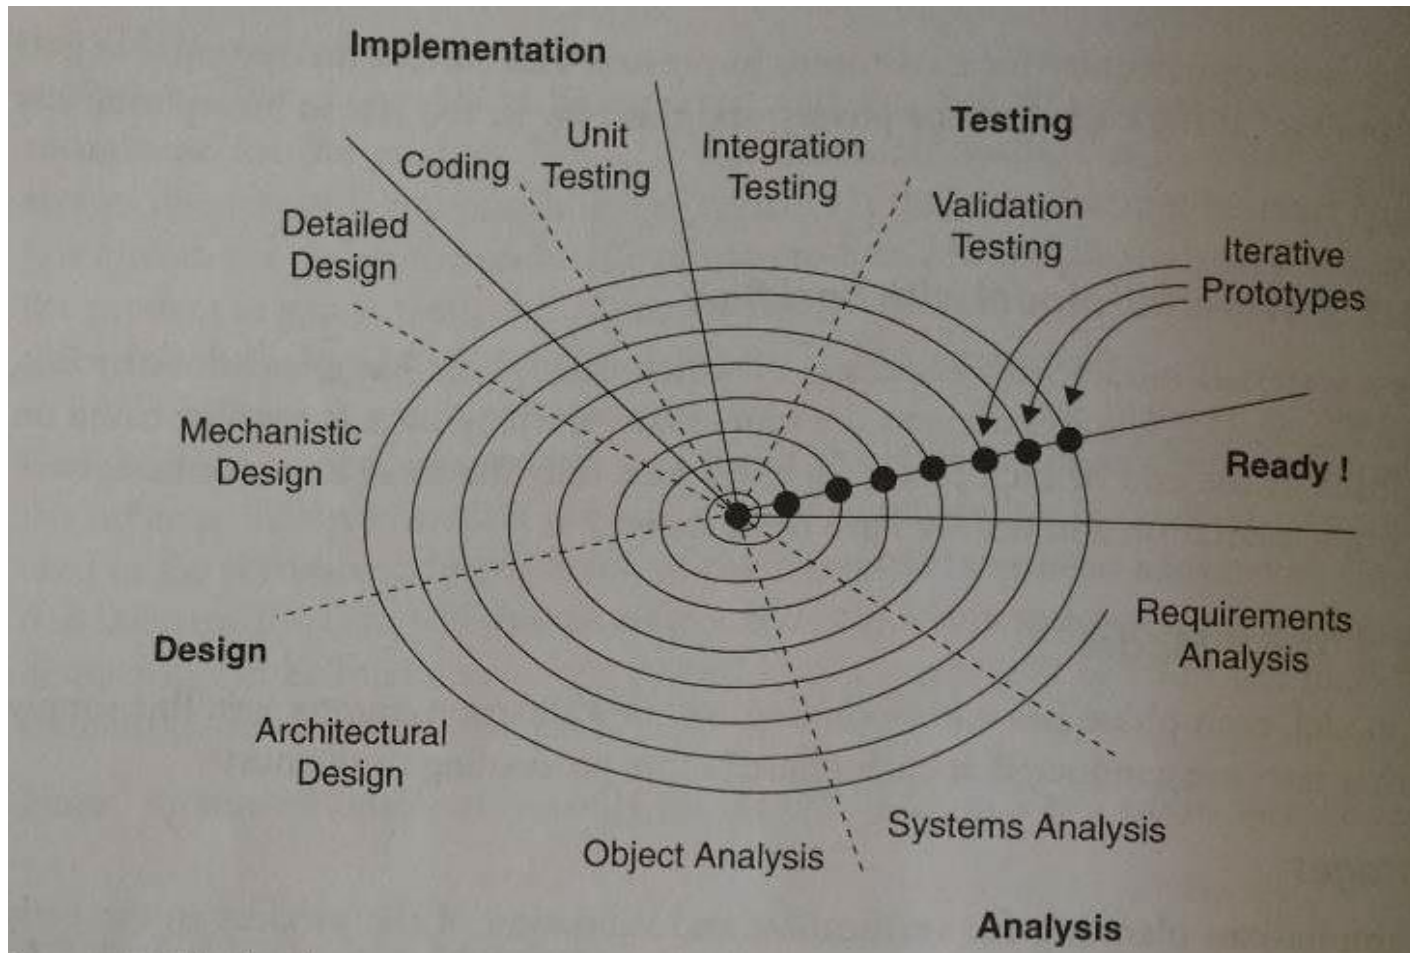 Implementation
Testing
Coding
Unit
Testing
Integration
Testing
Validation
Testing
Detailed
Design
Iterative
Prototypes
Mechanistic
Design
Ready !
Requirements
Analysis
Design
Architectural
Design
Systems Analysis
Object Analysis
Analysis